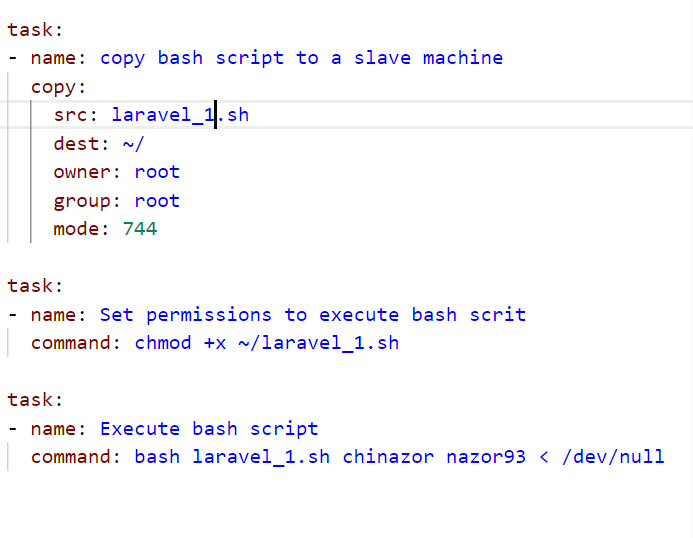 task:
- name: copy bash script to a slave machine
  copy:
    src: laravel_1.sh
    dest: ~/
    owner: root
    group: root
    mode: 744
task:
- name: Set permissions to execute bash scrit
  command: chmod +x ~/laravel_1.sh
task:
- name: Execute bash script
  command: bash laravel_1.sh chinazor nazor93 < /dev/null